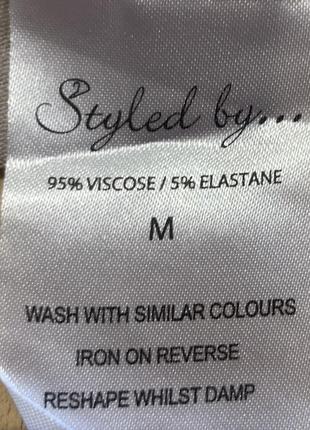 Styled by...
95% VISCOSE / 5% ELASTANE
M
WASH WITH SIMILAR COLOURS
IRON ON REVERSE
RESHAPE WHILST DAMP